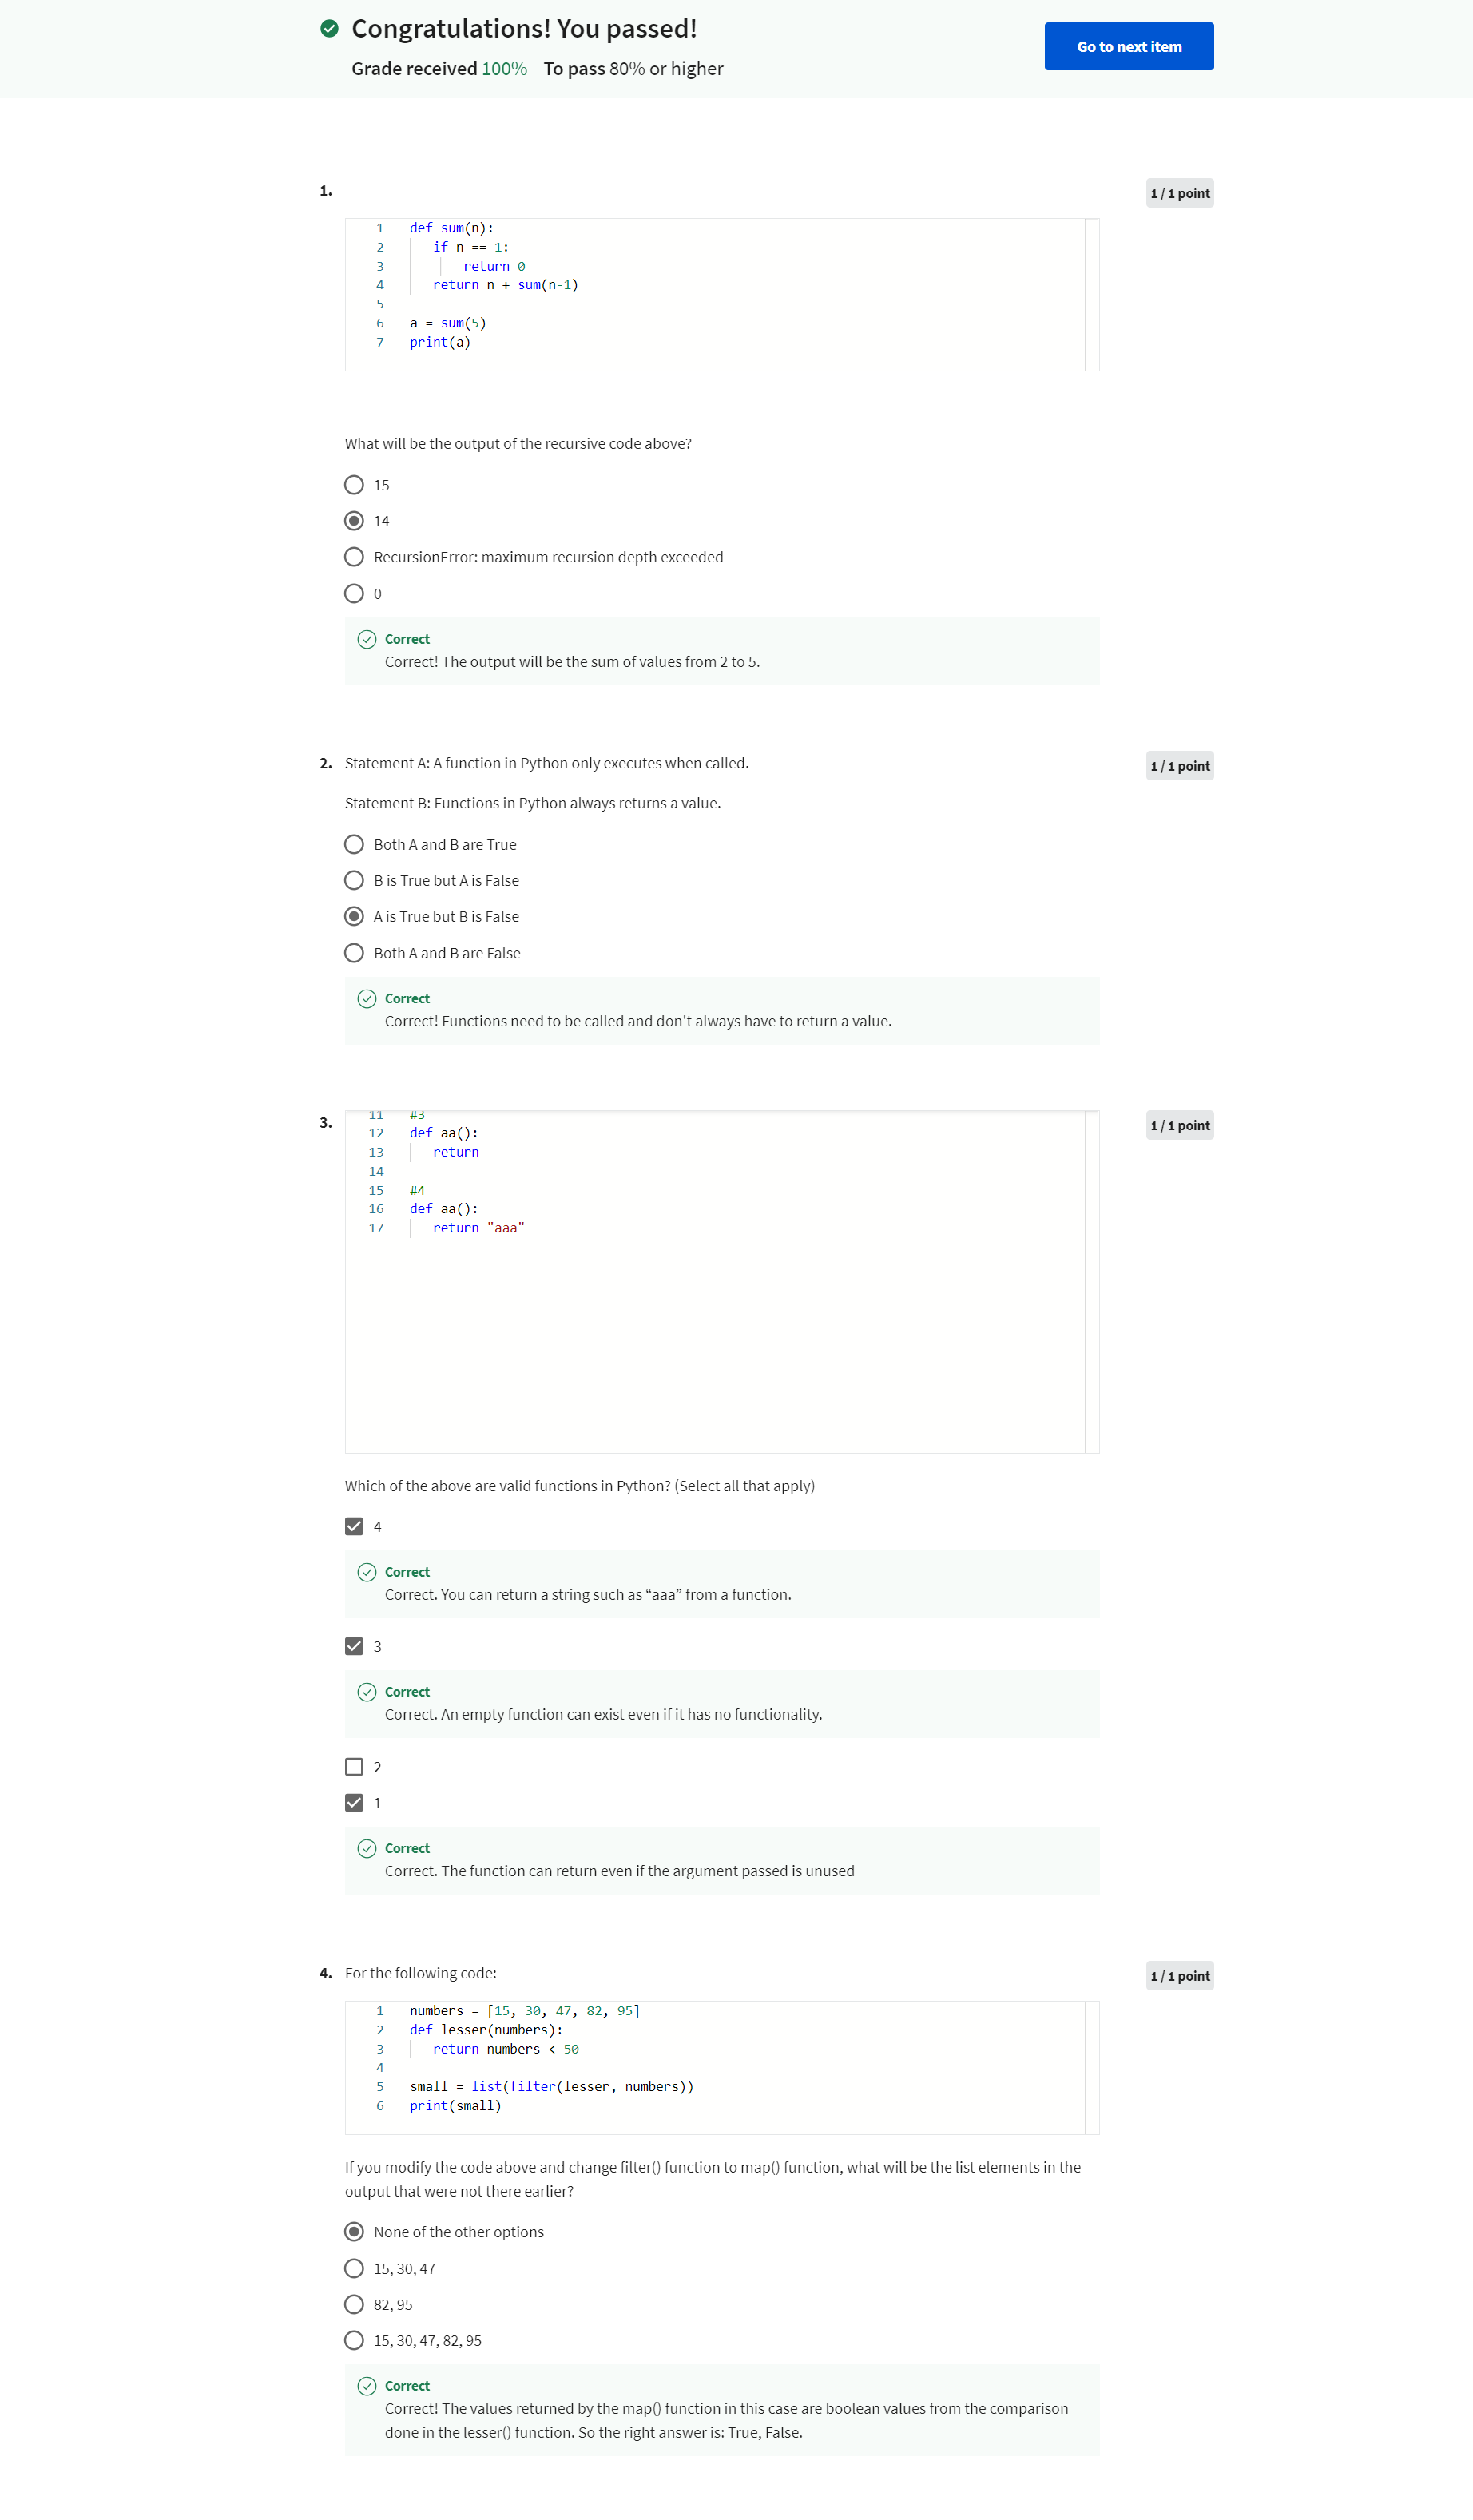 Congratulations! You passed!
Grade received 100% To pass 80% or higher
Go to next item
1.
1 / 1 point
1 def sum(n):
2 if n == 1:
3 return 0
4 return n + sum(n-1)
5
6 a = sum(5)
7 print(a)
What will be the output of the recursive code above?
15
14
RecursionError: maximum recursion depth exceeded
0
Correct
Correct! The output will be the sum of values from 2 to 5.
2. Statement A: A function in Python only executes when called.
1 / 1 point
Statement B: Functions in Python always returns a value.
Both A and B are True
B is True but A is False
A is True but B is False
Both A and B are False
Correct
Correct! Functions need to be called and don't always have to return a value.
3.
1 / 1 point
11 #3
12 def aa():
13 return
14
15 #4
16 def aa():
17 return "aaa"
Which of the above are valid functions in Python? (Select all that apply)
4
Correct
Correct. You can return a string such as “aaa” from a function.
3
Correct
Correct. An empty function can exist even if it has no functionality.
2
1
Correct
Correct. The function can return even if the argument passed is unused
4. For the following code:
1 / 1 point
1 numbers = [15, 30, 47, 82, 95]
2 def lesser(numbers):
3 return numbers < 50
4
5 small = list(filter(lesser, numbers))
6 print(small)
If you modify the code above and change filter() function to map() function, what will be the list elements in the
output that were not there earlier?
None of the other options
15, 30, 47
82, 95
15, 30, 47, 82, 95
Correct
Correct! The values returned by the map() function in this case are boolean values from the comparison
done in the lesser() function. So the right answer is: True, False.